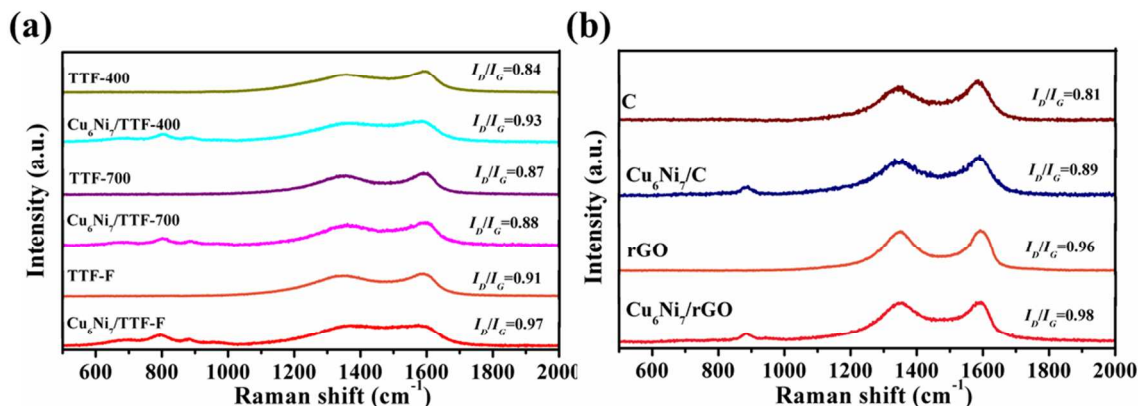 (a)
Intensity (a.u.)
TTF-400
I_D/I_G=0.84
Cu₆Ni₇/TTF-400
I_D/I_G=0.93
TTF-700
I_D/I_G=0.87
Cu₆Ni₇/TTF-700
I_D/I_G=0.88
TTF-F
I_D/I_G=0.91
Cu₆Ni₇/TTF-F
I_D/I_G=0.97
600 800 1000 1200 1400 1600 1800 2000
Raman shift (cm⁻¹)
(b)
Intensity (a.u.)
C
I_D/I_G=0.81
Cu₆Ni₇/C
I_D/I_G=0.89
rGO
I_D/I_G=0.96
Cu₆Ni₇/rGO
I_D/I_G=0.98
600 800 1000 1200 1400 1600 1800 2000
Raman shift (cm⁻¹)